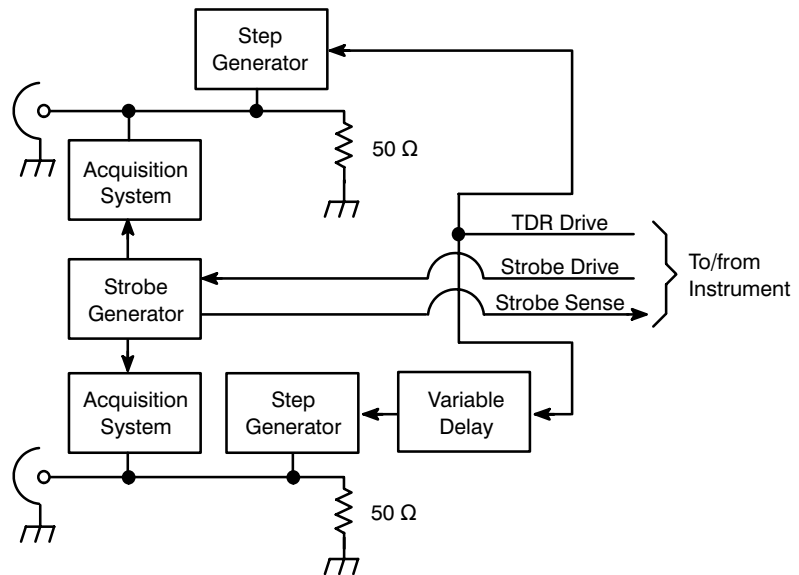 Step
Generator
50 Ω
Acquisition
System
TDR Drive
Strobe Drive
Strobe Sense
To/from
Instrument
Strobe
Generator
Acquisition
System
Step
Generator
Variable
Delay
50 Ω